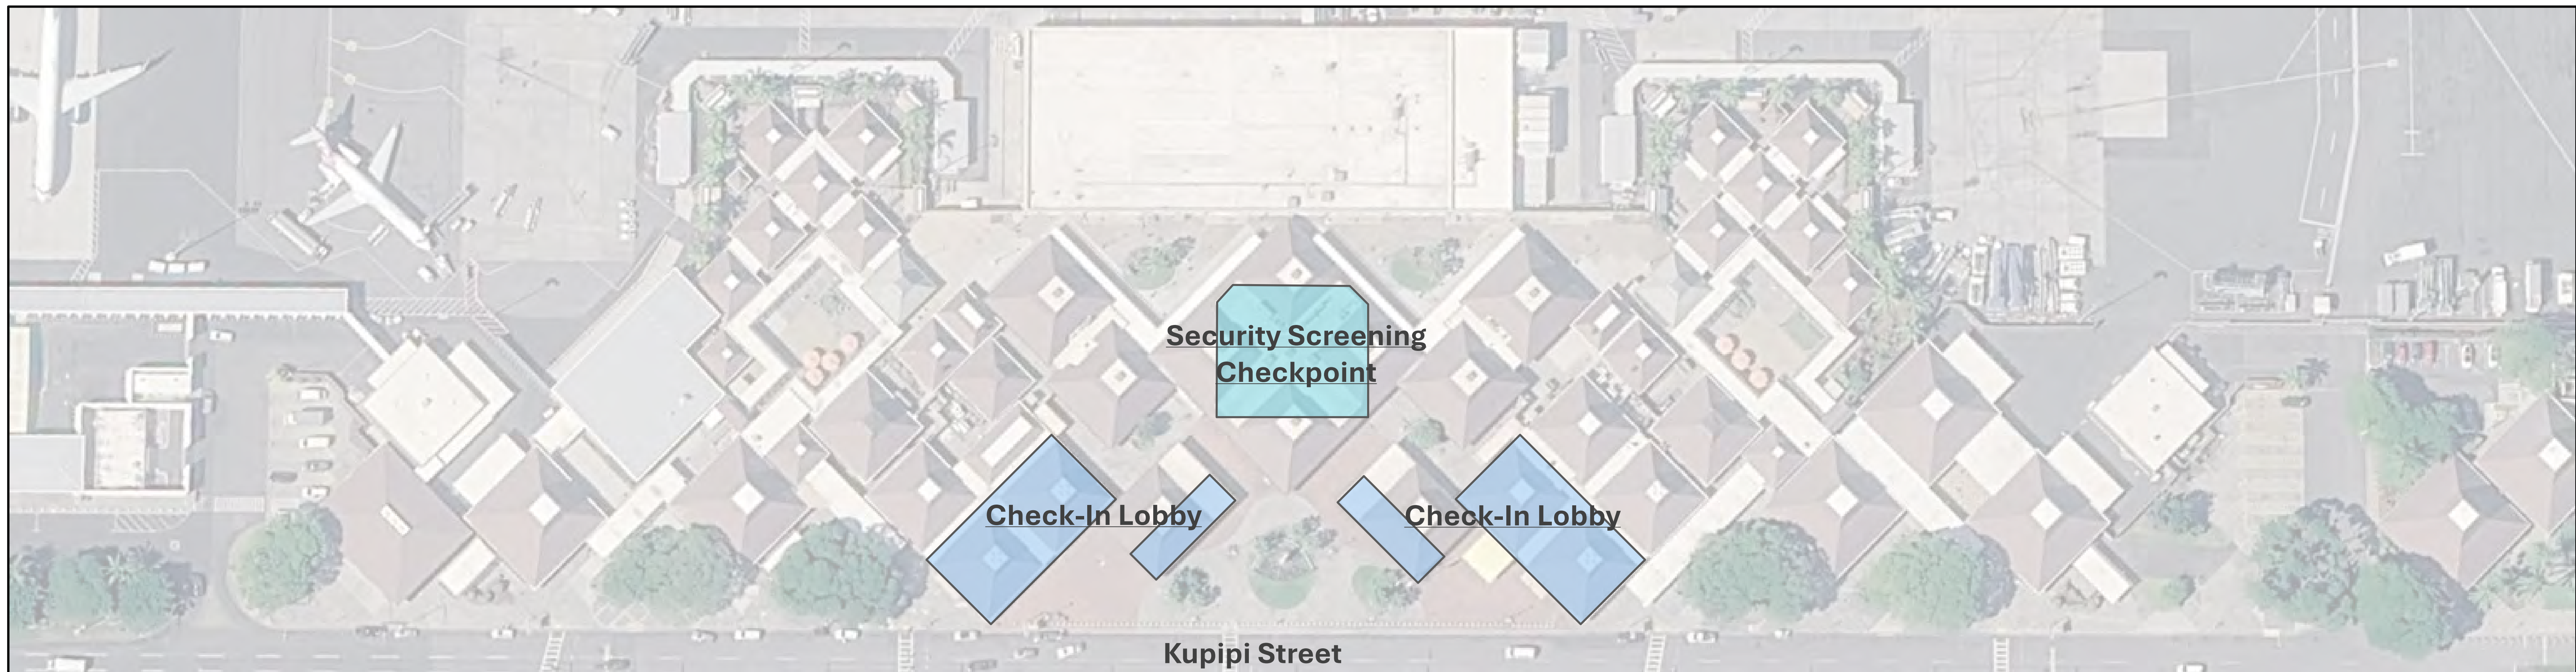 Security Screening
Checkpoint
Check-In Lobby
Check-In Lobby
Kupipi Street